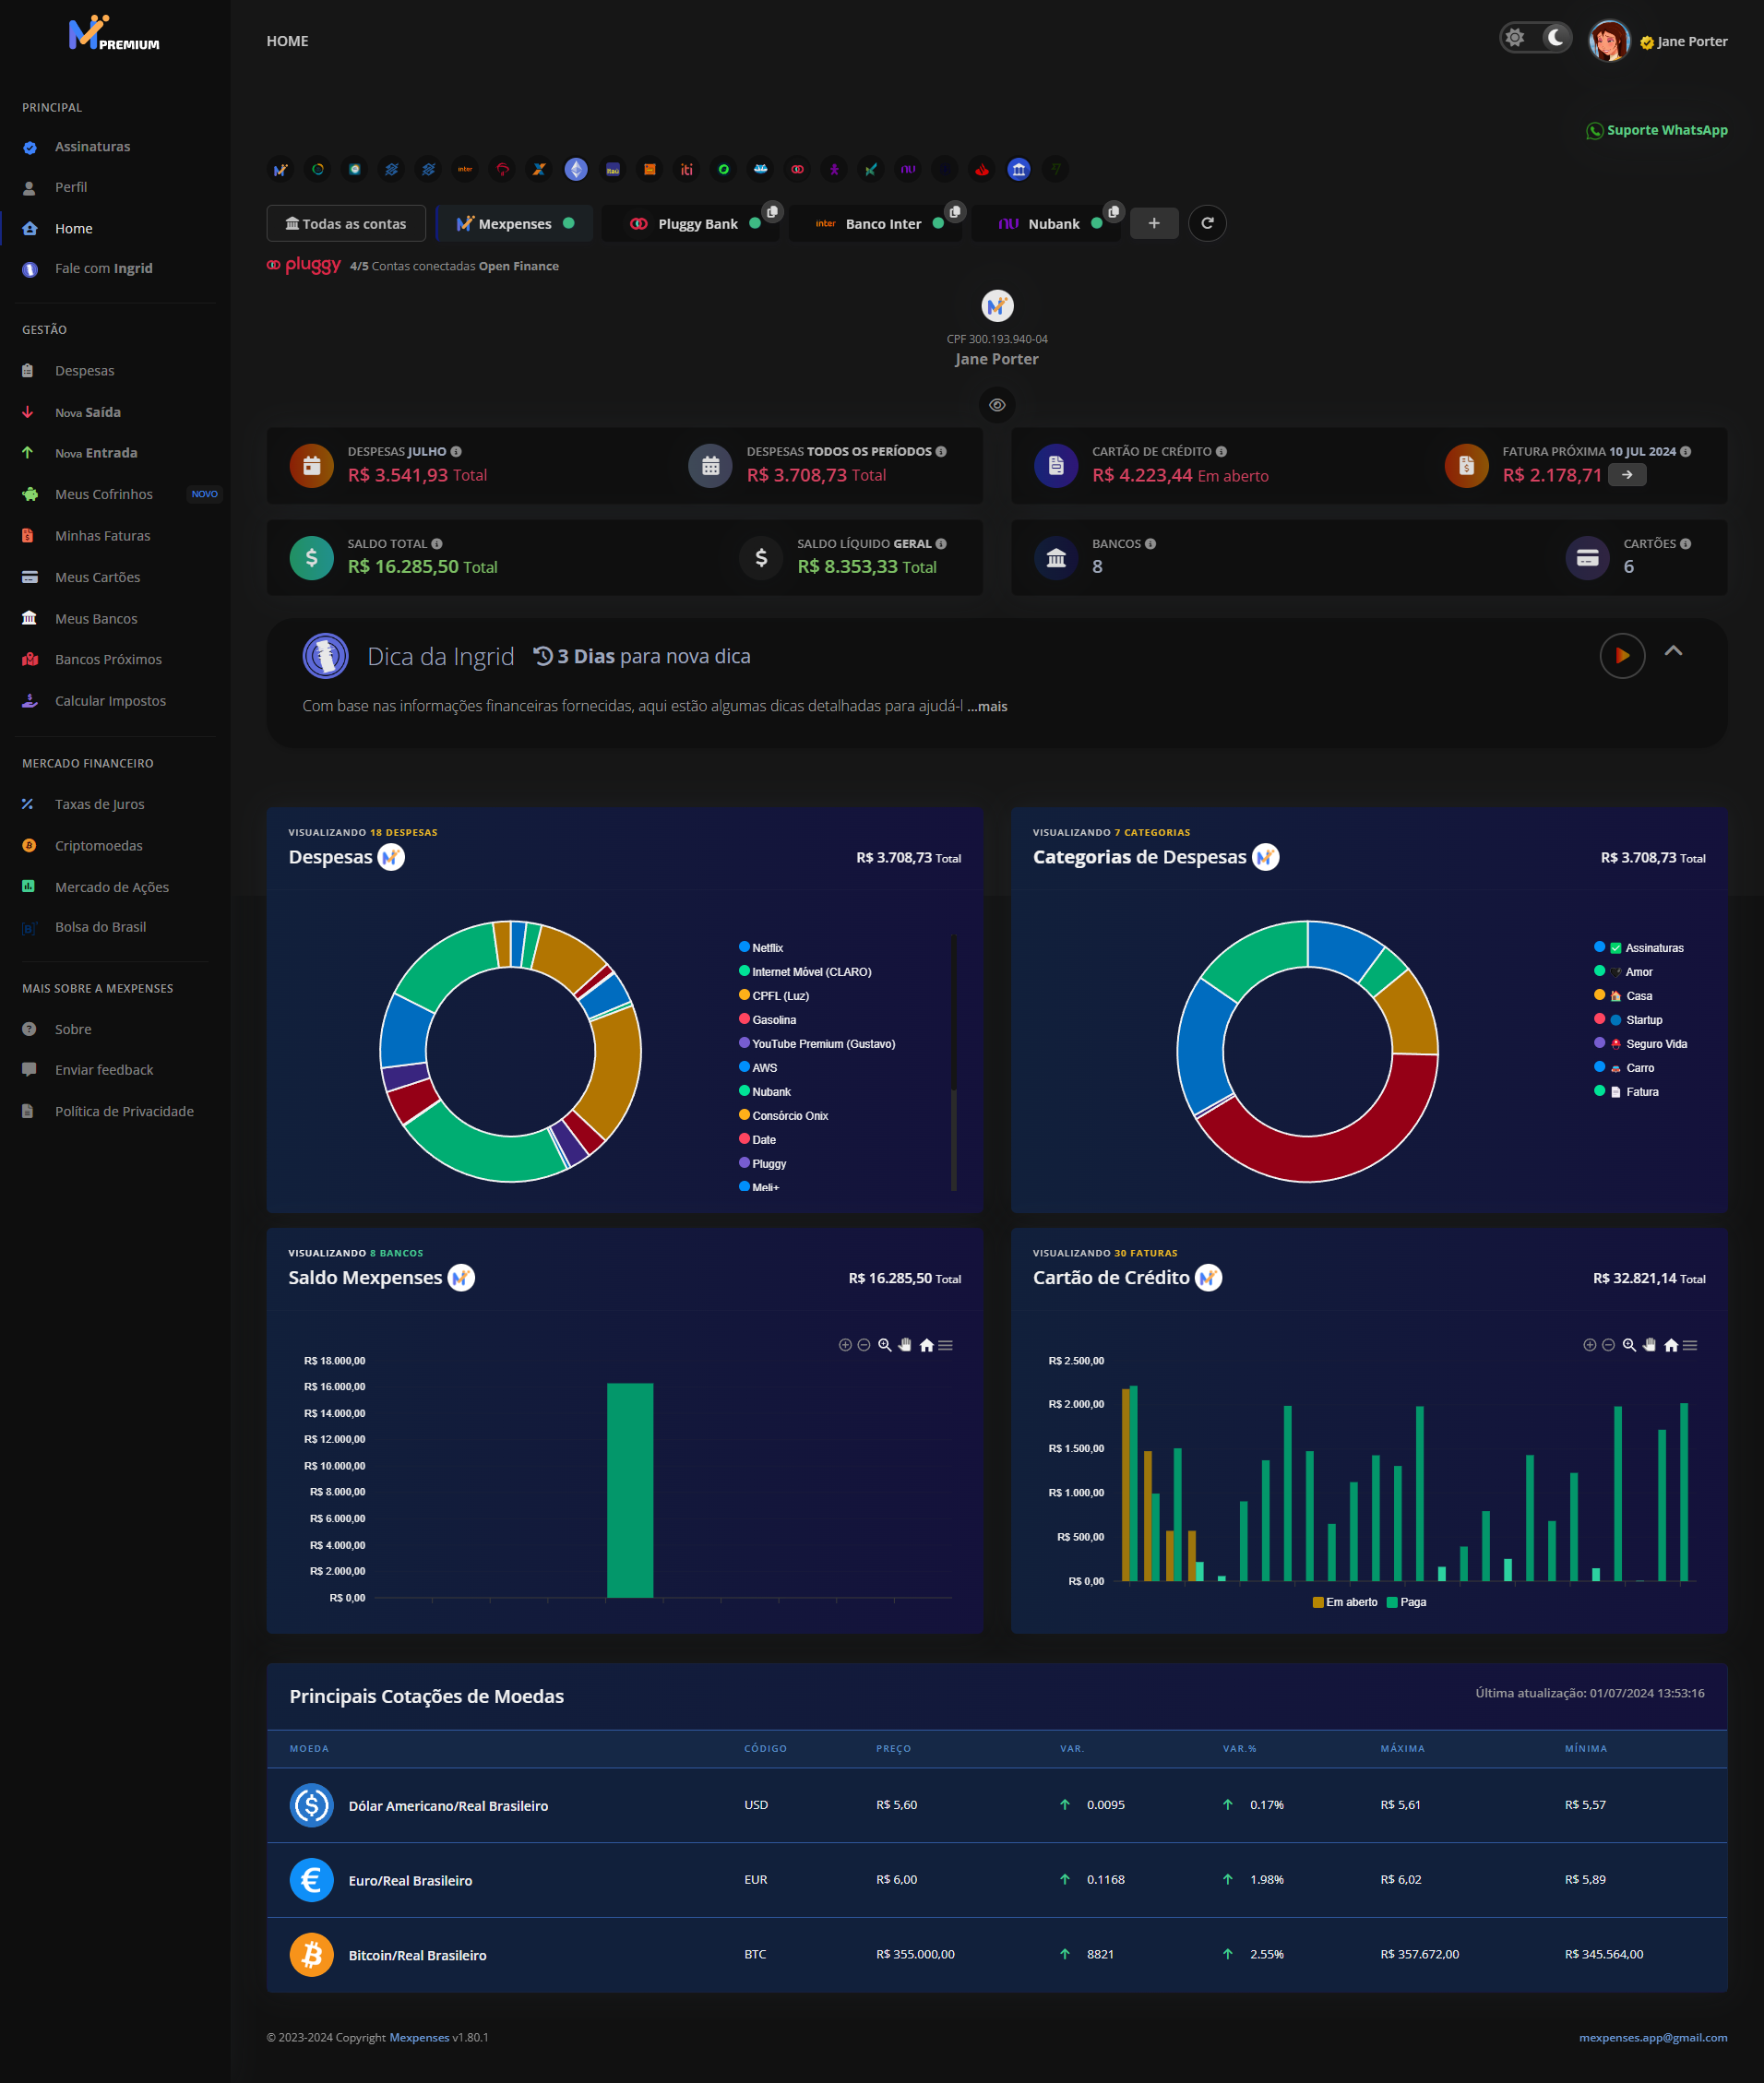 PREMIUM
HOME
Jane Porter
PRINCIPAL
Assinaturas
Perfil
Home
Fale com Ingrid
GESTÃO
Despesas
Nova Saída
Nova Entrada
Meus Cofrinhos NOVO
Minhas Faturas
Meus Cartões
Meus Bancos
Bancos Próximos
Calcular Impostos
MERCADO FINANCEIRO
Taxas de Juros
Criptomoedas
Mercado de Ações
Bolsa do Brasil
MAIS SOBRE A MEXPENSES
Sobre
Enviar feedback
Política de Privacidade
Suporte WhatsApp
inter
itaú
iti
nu
Todas as contas
Mexpenses
Pluggy Bank
inter Banco Inter
nu Nubank
+
pluggy 4/5 Contas conectadas Open Finance
CPF 300.193.940-04
Jane Porter
DESPESAS JULHO
R$ 3.541,93 Total
DESPESAS TODOS OS PERÍODOS
R$ 3.708,73 Total
CARTÃO DE CRÉDITO
R$ 4.223,44 Em aberto
FATURA PRÓXIMA 10 JUL 2024
R$ 2.178,71
SALDO TOTAL
R$ 16.285,50 Total
SALDO LÍQUIDO GERAL
R$ 8.353,33 Total
BANCOS
8
CARTÕES
6
Dica da Ingrid 3 Dias para nova dica
Com base nas informações financeiras fornecidas, aqui estão algumas dicas detalhadas para ajudá-l ...mais
VISUALIZANDO 18 DESPESAS
Despesas
R$ 3.708,73 Total
Netflix
Internet Móvel (CLARO)
CPFL (Luz)
Gasolina
YouTube Premium (Gustavo)
AWS
Nubank
Consórcio Onix
Date
Pluggy
Meli+
VISUALIZANDO 7 CATEGORIAS
Categorias de Despesas
R$ 3.708,73 Total
Assinaturas
Amor
Casa
Startup
Seguro Vida
Carro
Fatura
VISUALIZANDO 8 BANCOS
Saldo Mexpenses
R$ 16.285,50 Total
R$ 18.000,00
R$ 16.000,00
R$ 14.000,00
R$ 12.000,00
R$ 10.000,00
R$ 8.000,00
R$ 6.000,00
R$ 4.000,00
R$ 2.000,00
R$ 0,00
VISUALIZANDO 30 FATURAS
Cartão de Crédito
R$ 32.821,14 Total
R$ 2.500,00
R$ 2.000,00
R$ 1.500,00
R$ 1.000,00
R$ 500,00
R$ 0,00
Em aberto Paga
Principais Cotações de Moedas
Última atualização: 01/07/2024 13:53:16
MOEDA CÓDIGO PREÇO VAR. VAR.% MÁXIMA MÍNIMA
Dólar Americano/Real Brasileiro USD R$ 5,60 0.0095 0.17% R$ 5,61 R$ 5,57
Euro/Real Brasileiro EUR R$ 6,00 0.1168 1.98% R$ 6,02 R$ 5,89
Bitcoin/Real Brasileiro BTC R$ 355.000,00 8821 2.55% R$ 357.672,00 R$ 345.564,00
© 2023-2024 Copyright Mexpenses v1.80.1
mexpenses.app@gmail.com